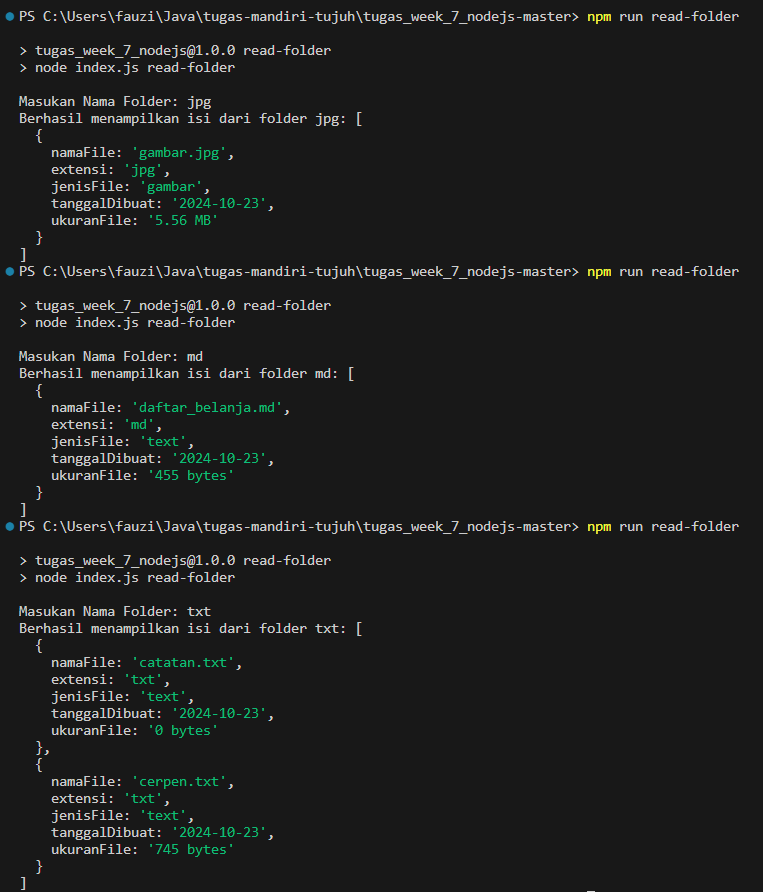 PS C:\Users\fauzi\Java\tugas-mandiri-tujuh\tugas_week_7_nodejs-master> npm run read-folder

> tugas_week_7_nodejs@1.0.0 read-folder
> node index.js read-folder

Masukan Nama Folder: jpg
Berhasil menampilkan isi dari folder jpg: [
  {
    namaFile: 'gambar.jpg',
    extensi: 'jpg',
    jenisFile: 'gambar',
    tanggalDibuat: '2024-10-23',
    ukuranFile: '5.56 MB'
  }
]
PS C:\Users\fauzi\Java\tugas-mandiri-tujuh\tugas_week_7_nodejs-master> npm run read-folder

> tugas_week_7_nodejs@1.0.0 read-folder
> node index.js read-folder

Masukan Nama Folder: md
Berhasil menampilkan isi dari folder md: [
  {
    namaFile: 'daftar_belanja.md',
    extensi: 'md',
    jenisFile: 'text',
    tanggalDibuat: '2024-10-23',
    ukuranFile: '455 bytes'
  }
]
PS C:\Users\fauzi\Java\tugas-mandiri-tujuh\tugas_week_7_nodejs-master> npm run read-folder

> tugas_week_7_nodejs@1.0.0 read-folder
> node index.js read-folder

Masukan Nama Folder: txt
Berhasil menampilkan isi dari folder txt: [
  {
    namaFile: 'catatan.txt',
    extensi: 'txt',
    jenisFile: 'text',
    tanggalDibuat: '2024-10-23',
    ukuranFile: '0 bytes'
  },
  {
    namaFile: 'cerpen.txt',
    extensi: 'txt',
    jenisFile: 'text',
    tanggalDibuat: '2024-10-23',
    ukuranFile: '745 bytes'
  }
]